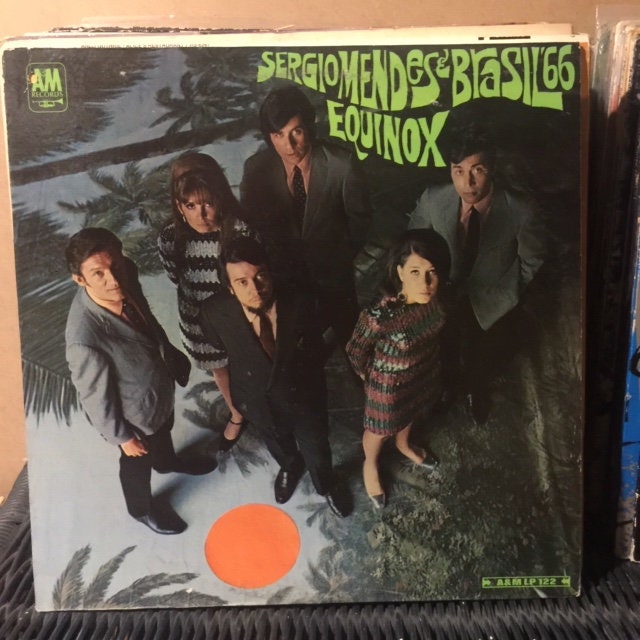 A&M
RECORDS
SERGIO MENDES & BRASIL '66
EQUINOX
A&M LP 122